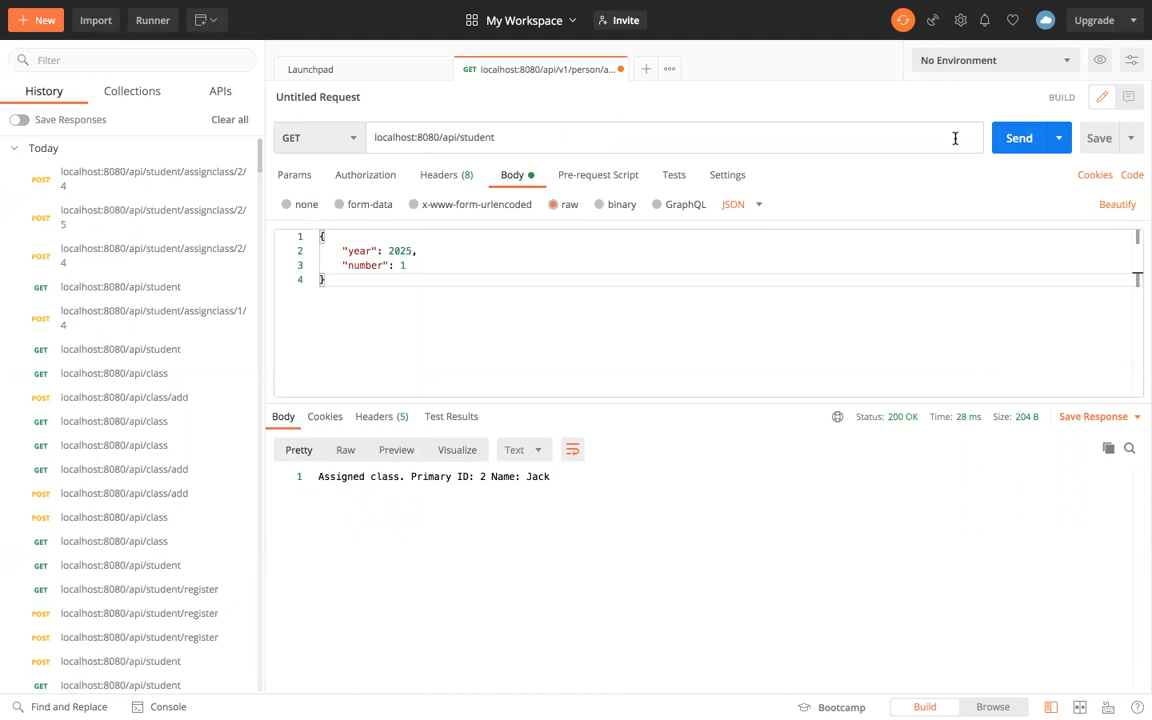 New
Import
Runner
My Workspace
Invite
Upgrade
Filter
History
Collections
APIs
Save Responses
Clear all
Today
POST localhost:8080/api/student/assignclass/2/
4
POST localhost:8080/api/student/assignclass/2/
5
POST localhost:8080/api/student/assignclass/2/
4
GET localhost:8080/api/student
POST localhost:8080/api/student/assignclass/1/
4
GET localhost:8080/api/student
GET localhost:8080/api/class
POST localhost:8080/api/class/add
GET localhost:8080/api/class
GET localhost:8080/api/class
GET localhost:8080/api/class/add
POST localhost:8080/api/class/add
POST localhost:8080/api/class
GET localhost:8080/api/class
GET localhost:8080/api/student
GET localhost:8080/api/student/register
POST localhost:8080/api/student/register
POST localhost:8080/api/student/register
POST localhost:8080/api/student
GET localhost:8080/api/student
Launchpad
GET localhost:8080/api/v1/person/a...
No Environment
Untitled Request
BUILD
GET
localhost:8080/api/student
Send
Save
Params
Authorization
Headers (8)
Body
Pre-request Script
Tests
Settings
Cookies
Code
none
form-data
x-www-form-urlencoded
raw
binary
GraphQL
JSON
Beautify
1 {
2 "year": 2025,
3 "number": 1
4 }
Body
Cookies
Headers (5)
Test Results
Status: 200 OK
Time: 28 ms
Size: 204 B
Save Response
Pretty
Raw
Preview
Visualize
Text
1 Assigned class. Primary ID: 2 Name: Jack
Find and Replace
Console
Bootcamp
Build
Browse